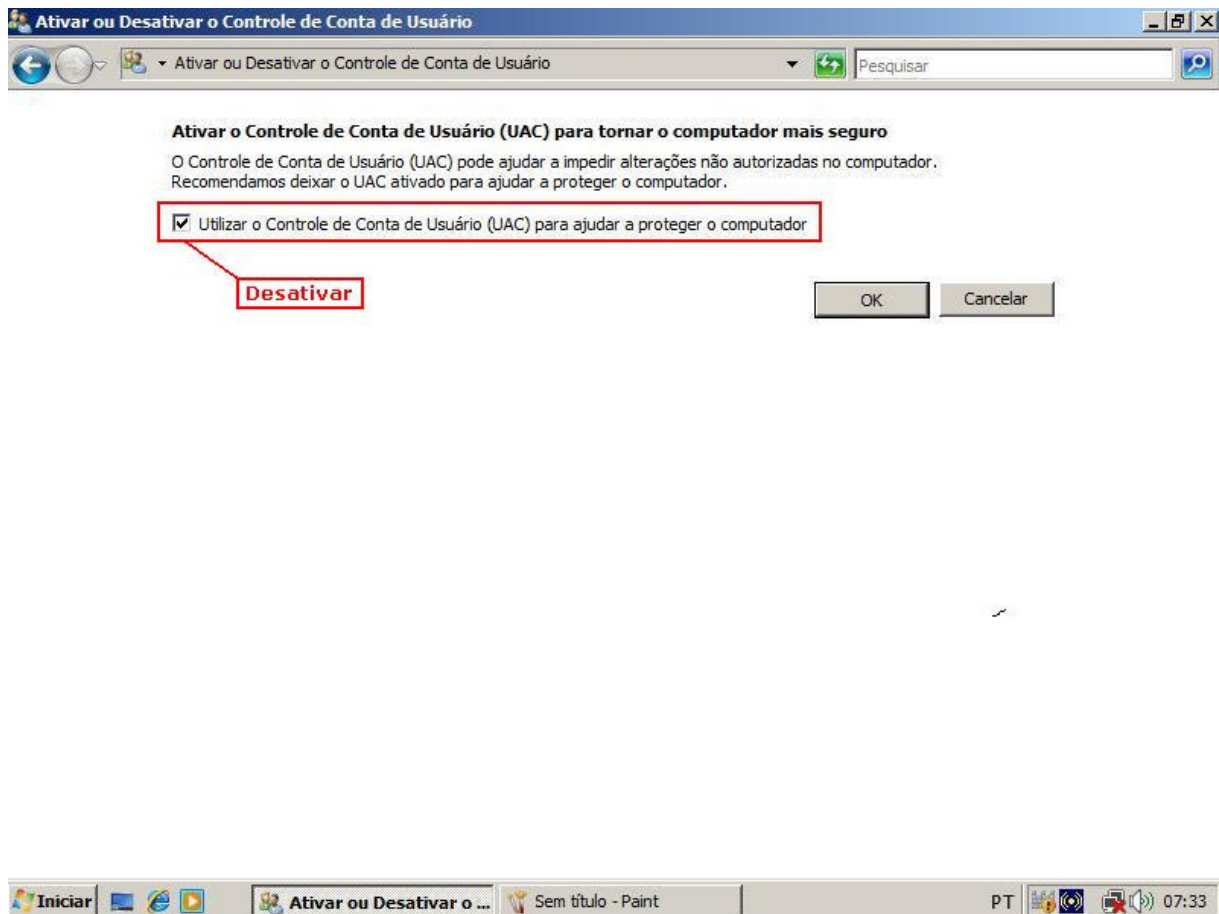 Ativar ou Desativar o Controle de Conta de Usuário
Ativar ou Desativar o Controle de Conta de Usuário
Pesquisar
Ativar o Controle de Conta de Usuário (UAC) para tornar o computador mais seguro
O Controle de Conta de Usuário (UAC) pode ajudar a impedir alterações não autorizadas no computador.
Recomendamos deixar o UAC ativado para ajudar a proteger o computador.
Utilizar o Controle de Conta de Usuário (UAC) para ajudar a proteger o computador
Desativar
OK
Cancelar
Iniciar
Ativar ou Desativar o ...
Sem título - Paint
PT
07:33